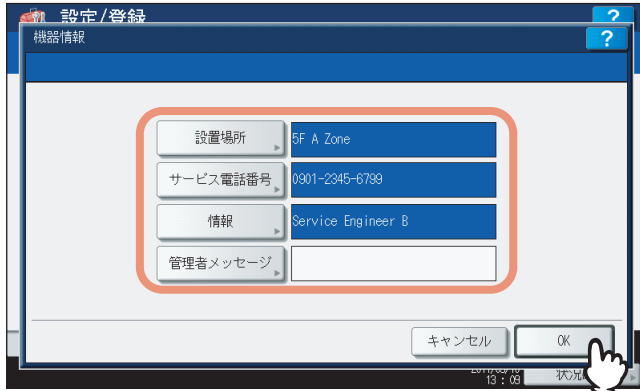 設定/登録
?
機器情報
?
設置場所
5F A Zone
サービス電話番号
0901-2345-6799
情報
Service Engineer B
管理者メッセージ
キャンセル
OK
13:09